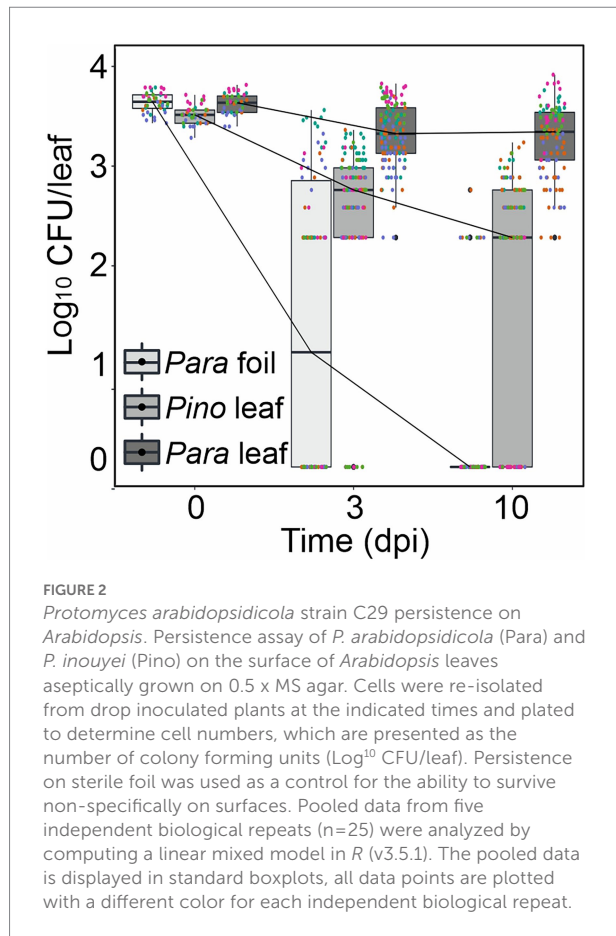 4
3
2
1
0
Log₁₀ CFU/leaf
Para foil
Pino leaf
Para leaf
0 3 10
Time (dpi)
FIGURE 2
Protomyces arabidopsidicola strain C29 persistence on
Arabidopsis. Persistence assay of P. arabidopsidicola (Para) and
P. inouyei (Pino) on the surface of Arabidopsis leaves
aseptically grown on 0.5 x MS agar. Cells were re-isolated
from drop inoculated plants at the indicated times and plated
to determine cell numbers, which are presented as the
number of colony forming units (Log¹⁰ CFU/leaf). Persistence
on sterile foil was used as a control for the ability to survive
non-specifically on surfaces. Pooled data from five
independent biological repeats (n=25) were analyzed by
computing a linear mixed model in R (v3.5.1). The pooled data
is displayed in standard boxplots, all data points are plotted
with a different color for each independent biological repeat.